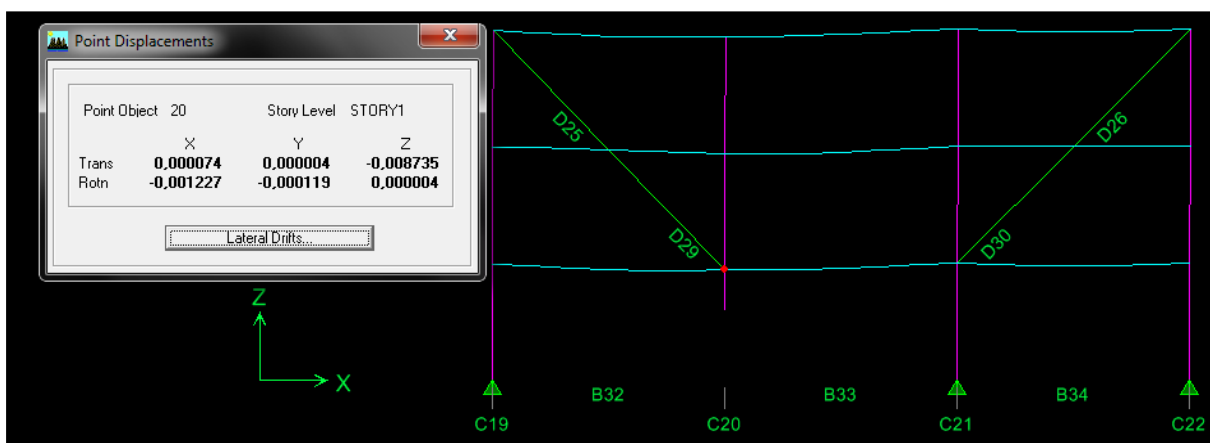 Point Displacements
Point Object 20 Story Level STORY1
X Y Z
Trans 0,000074 0,000004 -0,008735
Rotn -0,001227 -0,000119 0,000004
Lateral Drifts...
Z
X
D25
D26
D29
D30
B32 B33 B34
C19 C20 C21 C22